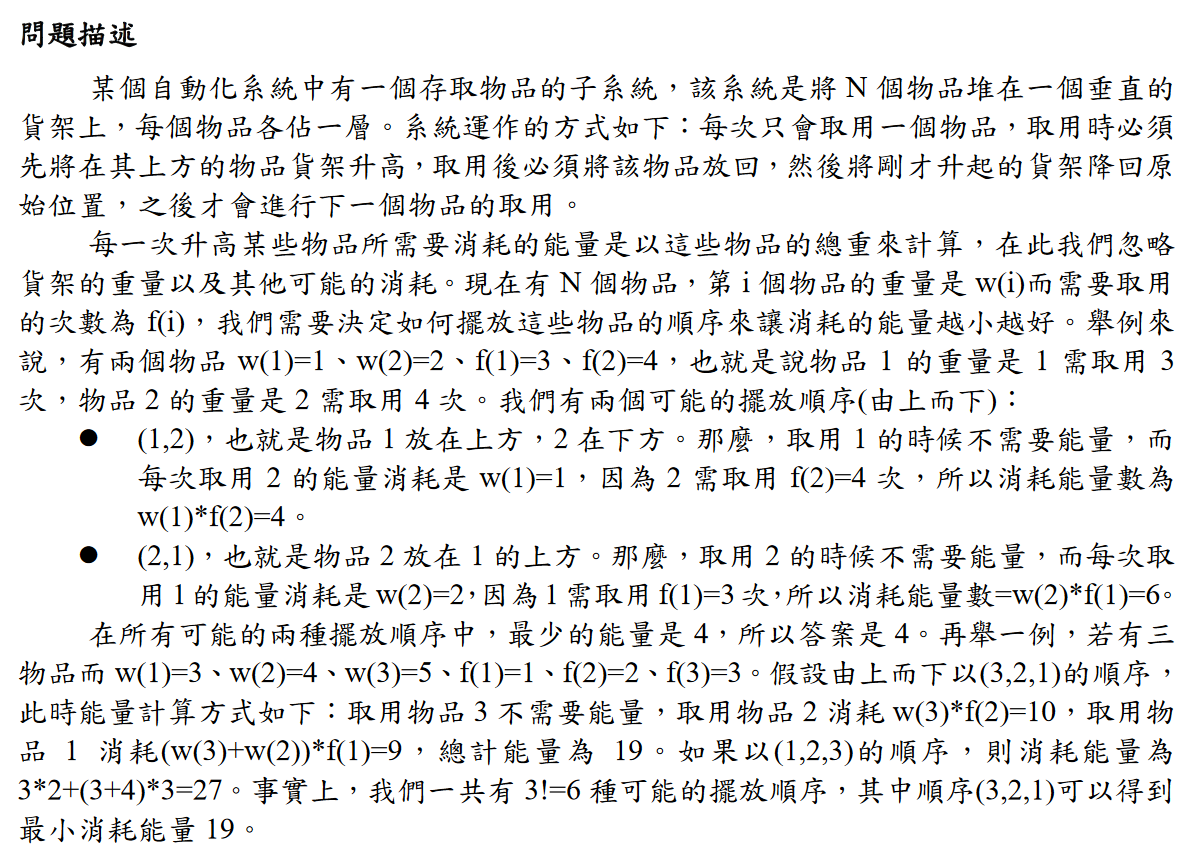 問題描述
某個自動化系統中有一個存取物品的子系統，該系統是將 N 個物品堆在一個垂直的
貨架上，每個物品各佔一層。系統運作的方式如下：每次只會取用一個物品，取用時必須
先將在其上方的物品貨架升高，取用後必須將該物品放回，然後將剛才升起的貨架降回原
始位置，之後才會進行下一個物品的取用。
每一次升高某些物品所需要消耗的能量是以這些物品的總重來計算，在此我們忽略
貨架的重量以及其他可能的消耗。現在有 N 個物品，第 i 個物品的重量是 w(i)而需要取用
的次數為 f(i)，我們需要決定如何擺放這些物品的順序來讓消耗的能量越小越好。舉例來
說，有兩個物品 w(1)=1、w(2)=2、f(1)=3、f(2)=4，也就是說物品 1 的重量是 1 需取用 3
次，物品 2 的重量是 2 需取用 4 次。我們有兩個可能的擺放順序(由上而下)：
● (1,2)，也就是物品 1 放在上方，2 在下方。那麼，取用 1 的時候不需要能量，而
每次取用 2 的能量消耗是 w(1)=1，因為 2 需取用 f(2)=4 次，所以消耗能量數為
w(1)*f(2)=4。
● (2,1)，也就是物品 2 放在 1 的上方。那麼，取用 2 的時候不需要能量，而每次取
用 1 的能量消耗是 w(2)=2，因為 1 需取用 f(1)=3 次，所以消耗能量數=w(2)*f(1)=6。
在所有可能的兩種擺放順序中，最少的能量是 4，所以答案是 4。再舉一例，若有三
物品而 w(1)=3、w(2)=4、w(3)=5、f(1)=1、f(2)=2、f(3)=3。假設由上而下以(3,2,1)的順序，
此時能量計算方式如下：取用物品 3 不需要能量，取用物品 2 消耗 w(3)*f(2)=10，取用物
品 1 消耗(w(3)+w(2))*f(1)=9，總計能量為 19。如果以(1,2,3)的順序，則消耗能量為
3*2+(3+4)*3=27。事實上，我們一共有 3!=6 種可能的擺放順序，其中順序(3,2,1)可以得到
最小消耗能量 19。